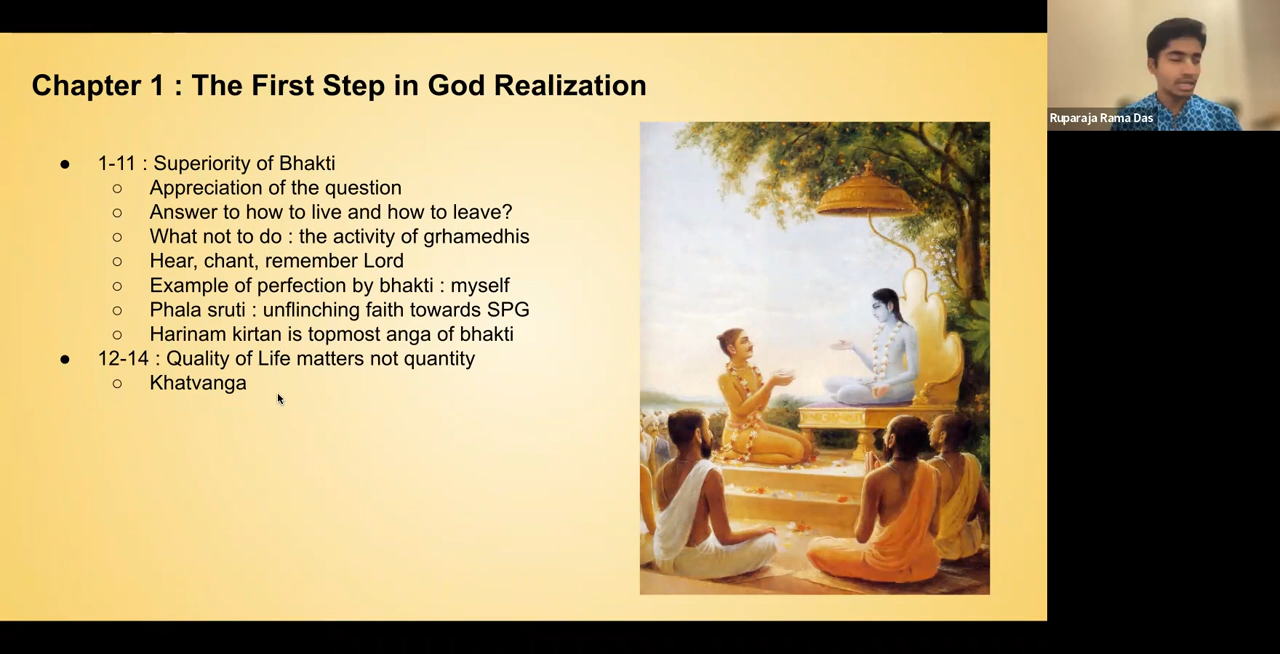 Chapter 1 : The First Step in God Realization
● 1-11 : Superiority of Bhakti
○ Appreciation of the question
○ Answer to how to live and how to leave?
○ What not to do : the activity of grhamedhis
○ Hear, chant, remember Lord
○ Example of perfection by bhakti : myself
○ Phala sruti : unflinching faith towards SPG
○ Harinam kirtan is topmost anga of bhakti
● 12-14 : Quality of Life matters not quantity
○ Khatvanga
Ruparaja Rama Das